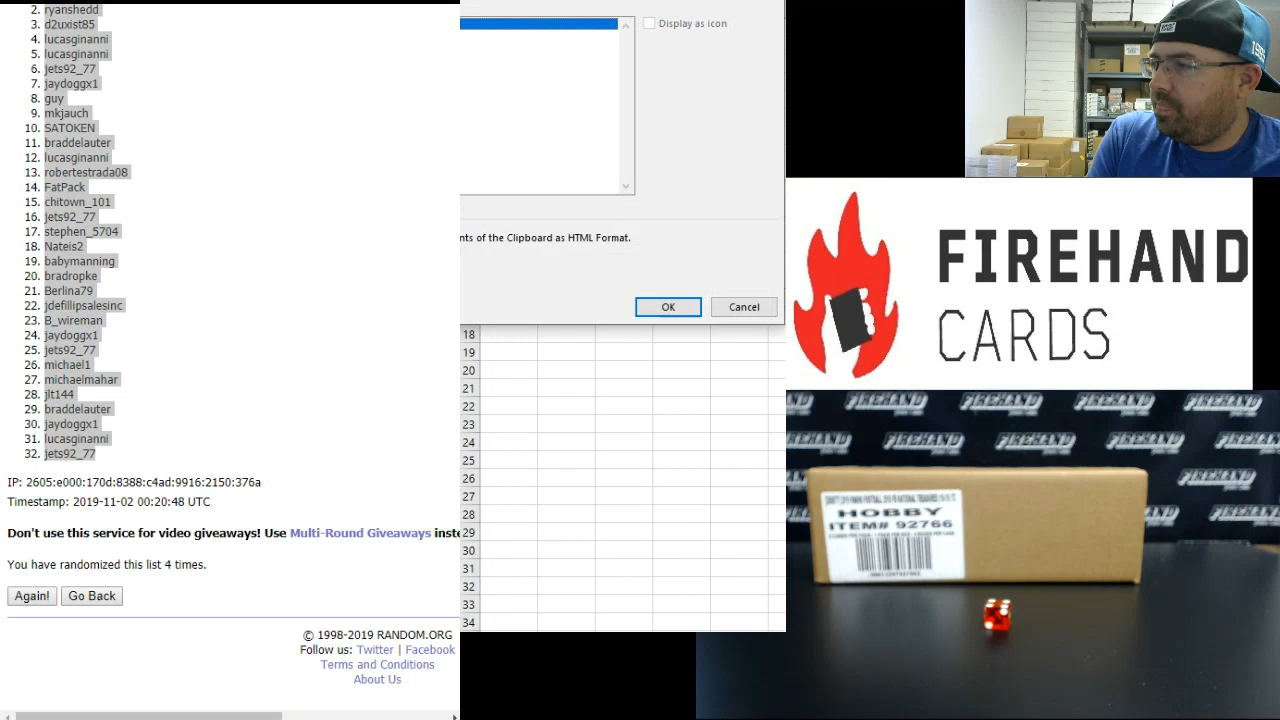 2. ryanshedd
3. d2uxist85
4. lucasginanni
5. lucasginanni
6. jets92_77
7. jaydoggx1
8. guy
9. mkjauch
10. SATOKEN
11. braddelauter
12. lucasginanni
13. robertestrada08
14. FatPack
15. chitown_101
16. jets92_77
17. stephen_5704
18. Nateis2
19. babymanning
20. bradropke
21. Berlina79
22. jdefillipsalesinc
23. B_wireman
24. jaydoggx1
25. jets92_77
26. michael1
27. michaelmahar
28. jlt144
29. braddelauter
30. jaydoggx1
31. lucasginanni
32. jets92_77
IP: 2605:e000:170d:8388:c4ad:9916:2150:376a
Timestamp: 2019-11-02 00:20:48 UTC
Don't use this service for video giveaways! Use Multi-Round Giveaways inste
You have randomized this list 4 times.
Again! Go Back
© 1998-2019 RANDOM.ORG
Follow us: Twitter | Facebook
Terms and Conditions
About Us
Display as icon
nts of the Clipboard as HTML Format.
OK Cancel
18
19
20
21
22
23
24
25
26
27
28
29
30
31
32
33
34
FIREHAND
CARDS
FIREHAND
HOBBY
ITEM# 92766